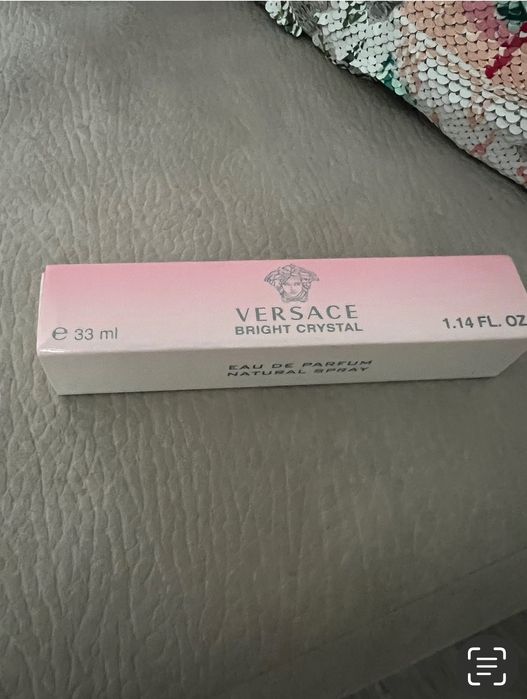 VERSACE
BRIGHT CRYSTAL
℮ 33 ml
1.14 FL. OZ
EAU DE PARFUM
NATURAL SPRAY